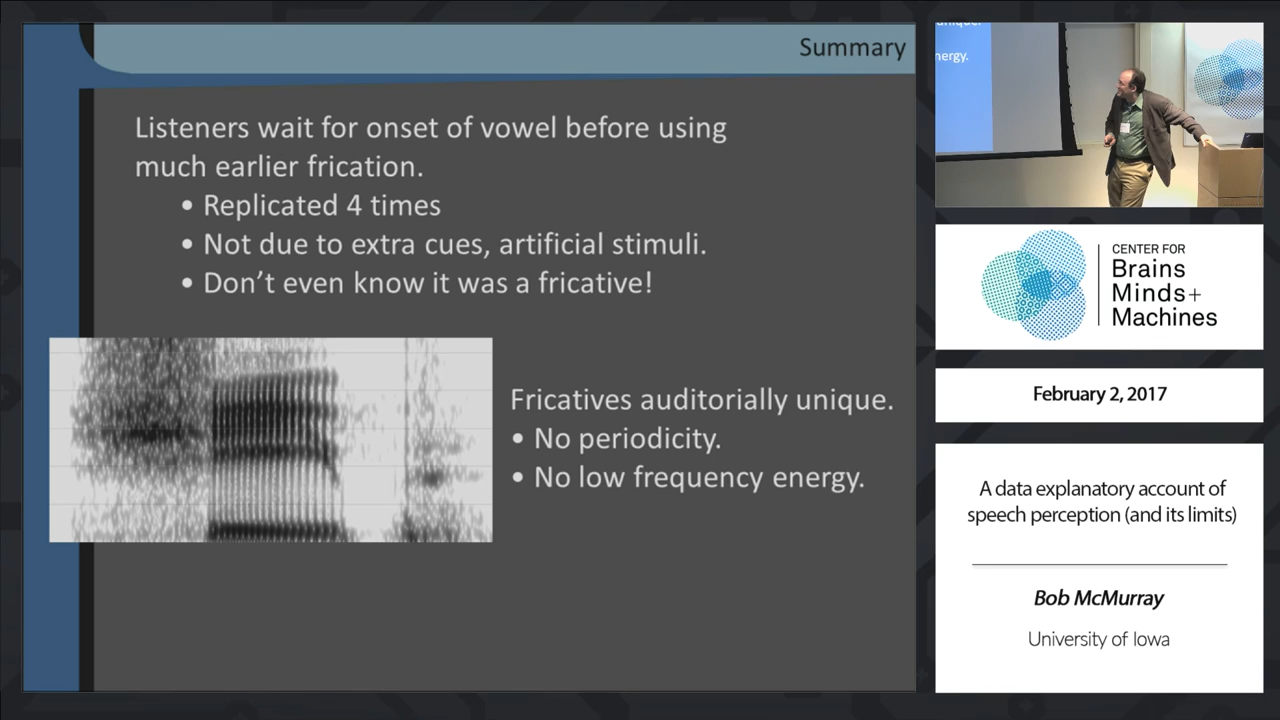 Summary
Listeners wait for onset of vowel before using
much earlier frication.
• Replicated 4 times
• Not due to extra cues, artificial stimuli.
• Don't even know it was a fricative!
Fricatives auditorially unique.
• No periodicity.
• No low frequency energy.
unique.
nergy.
CENTER FOR
Brains
Minds+
Machines
February 2, 2017
A data explanatory account of
speech perception (and its limits)
Bob McMurray
University of Iowa